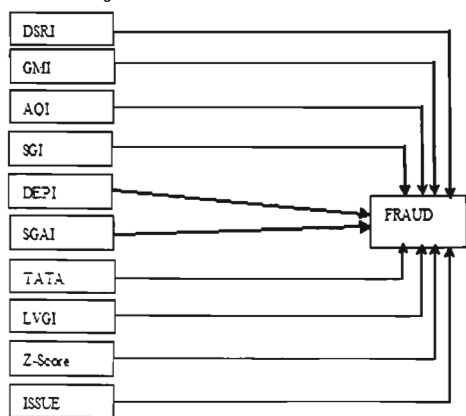 DSRI
GMI
AQI
SGI
DEPI
SGAI
TATA
LVGI
Z-Score
ISSUE
FRAUD